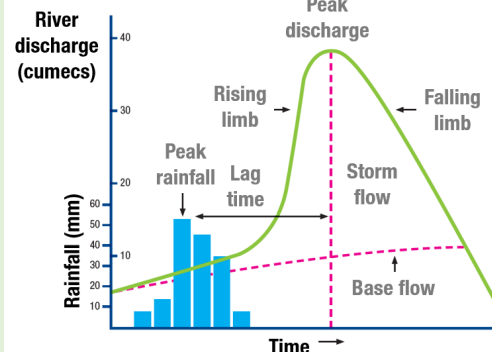 Peak
discharge
River
discharge
(cumecs)
40
30
20
10
Rising
limb
Falling
limb
Peak
rainfall
Lag
time
Storm
flow
Base flow
Rainfall (mm)
60
50
40
30
20
10
Time